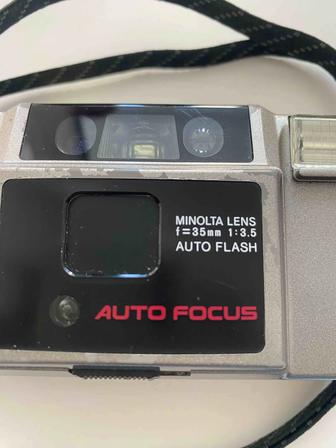 MINOLTA LENS
f=35mm 1:3.5
AUTO FLASH
AUTO FOCUS